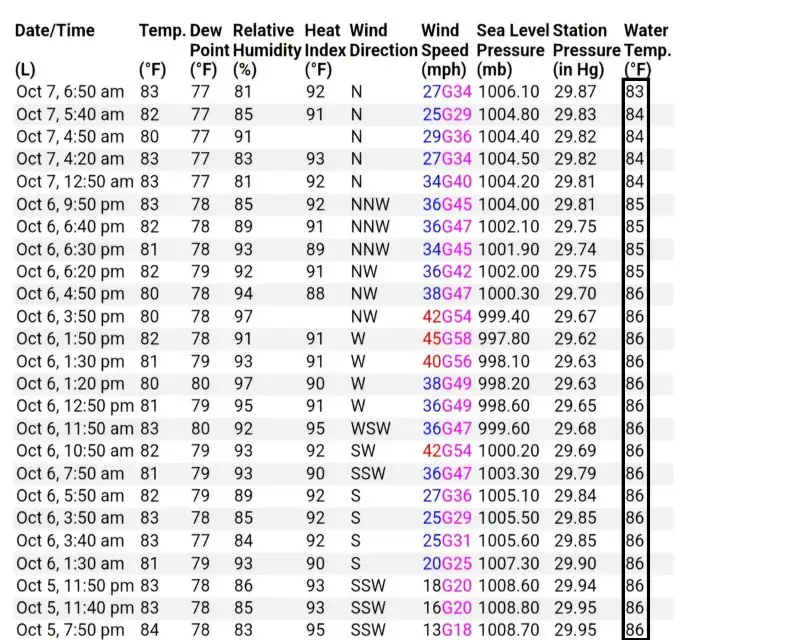 Date/Time Temp. Dew Relative Heat Wind Wind Sea Level Station Water
Point Humidity Index Direction Speed Pressure Pressure Temp.
(L) (°F) (°F) (%) (°F) (mph) (mb) (in Hg) (°F)
Oct 7, 6:50 am 83 77 81 92 N 27G34 1006.10 29.87 83
Oct 7, 5:40 am 82 77 85 91 N 25G29 1004.80 29.83 84
Oct 7, 4:50 am 80 77 91 N 29G36 1004.40 29.82 84
Oct 7, 4:20 am 83 77 83 93 N 27G34 1004.50 29.82 84
Oct 7, 12:50 am 83 77 81 92 N 34G40 1004.20 29.81 84
Oct 6, 9:50 pm 83 78 85 92 NNW 36G45 1004.00 29.81 85
Oct 6, 6:40 pm 82 78 89 91 NNW 36G47 1002.10 29.75 85
Oct 6, 6:30 pm 81 78 93 89 NNW 34G45 1001.90 29.74 85
Oct 6, 6:20 pm 82 79 92 91 NW 36G42 1002.00 29.75 85
Oct 6, 4:50 pm 80 78 94 88 NW 38G47 1000.30 29.70 86
Oct 6, 3:50 pm 80 78 97 NW 42G54 999.40 29.67 86
Oct 6, 1:50 pm 82 78 91 91 W 45G58 997.80 29.62 86
Oct 6, 1:30 pm 81 79 93 91 W 40G56 998.10 29.63 86
Oct 6, 1:20 pm 80 80 97 90 W 38G49 998.20 29.63 86
Oct 6, 12:50 pm 81 79 95 91 W 36G49 998.60 29.65 86
Oct 6, 11:50 am 83 80 92 95 WSW 36G47 999.60 29.68 86
Oct 6, 10:50 am 82 79 93 92 SW 42G54 1000.20 29.69 86
Oct 6, 7:50 am 81 79 93 90 SSW 36G47 1003.30 29.79 86
Oct 6, 5:50 am 82 79 89 92 S 27G36 1005.10 29.84 86
Oct 6, 3:50 am 83 78 85 92 S 25G29 1005.50 29.85 86
Oct 6, 3:40 am 83 77 84 92 S 25G31 1005.60 29.85 86
Oct 6, 1:30 am 81 79 93 90 S 20G25 1007.30 29.90 86
Oct 5, 11:50 pm 83 78 86 93 SSW 18G20 1008.60 29.94 86
Oct 5, 11:40 pm 83 78 85 93 SSW 16G20 1008.80 29.95 86
Oct 5, 7:50 pm 84 78 83 95 SSW 13G18 1008.70 29.95 86